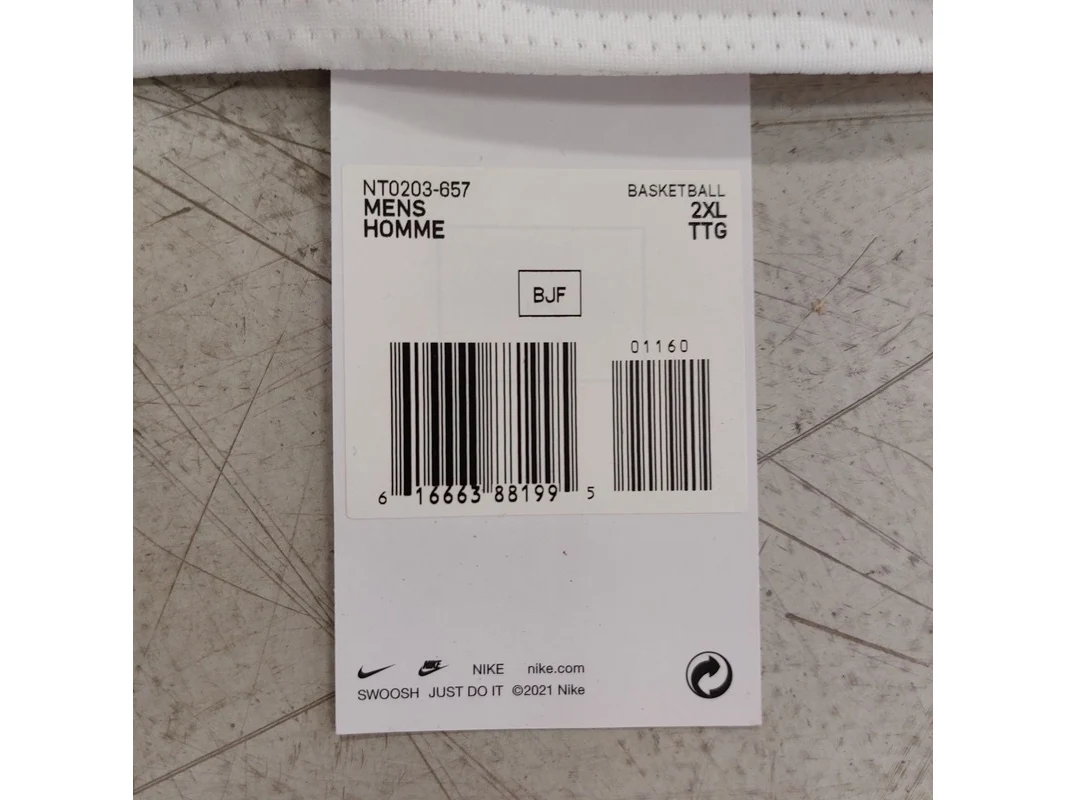 NT0203-657 BASKETBALL
MENS 2XL
HOMME TTG
BJF
01160
6 16663 88199 5
NIKE NIKE nike.com
SWOOSH JUST DO IT ©2021 Nike